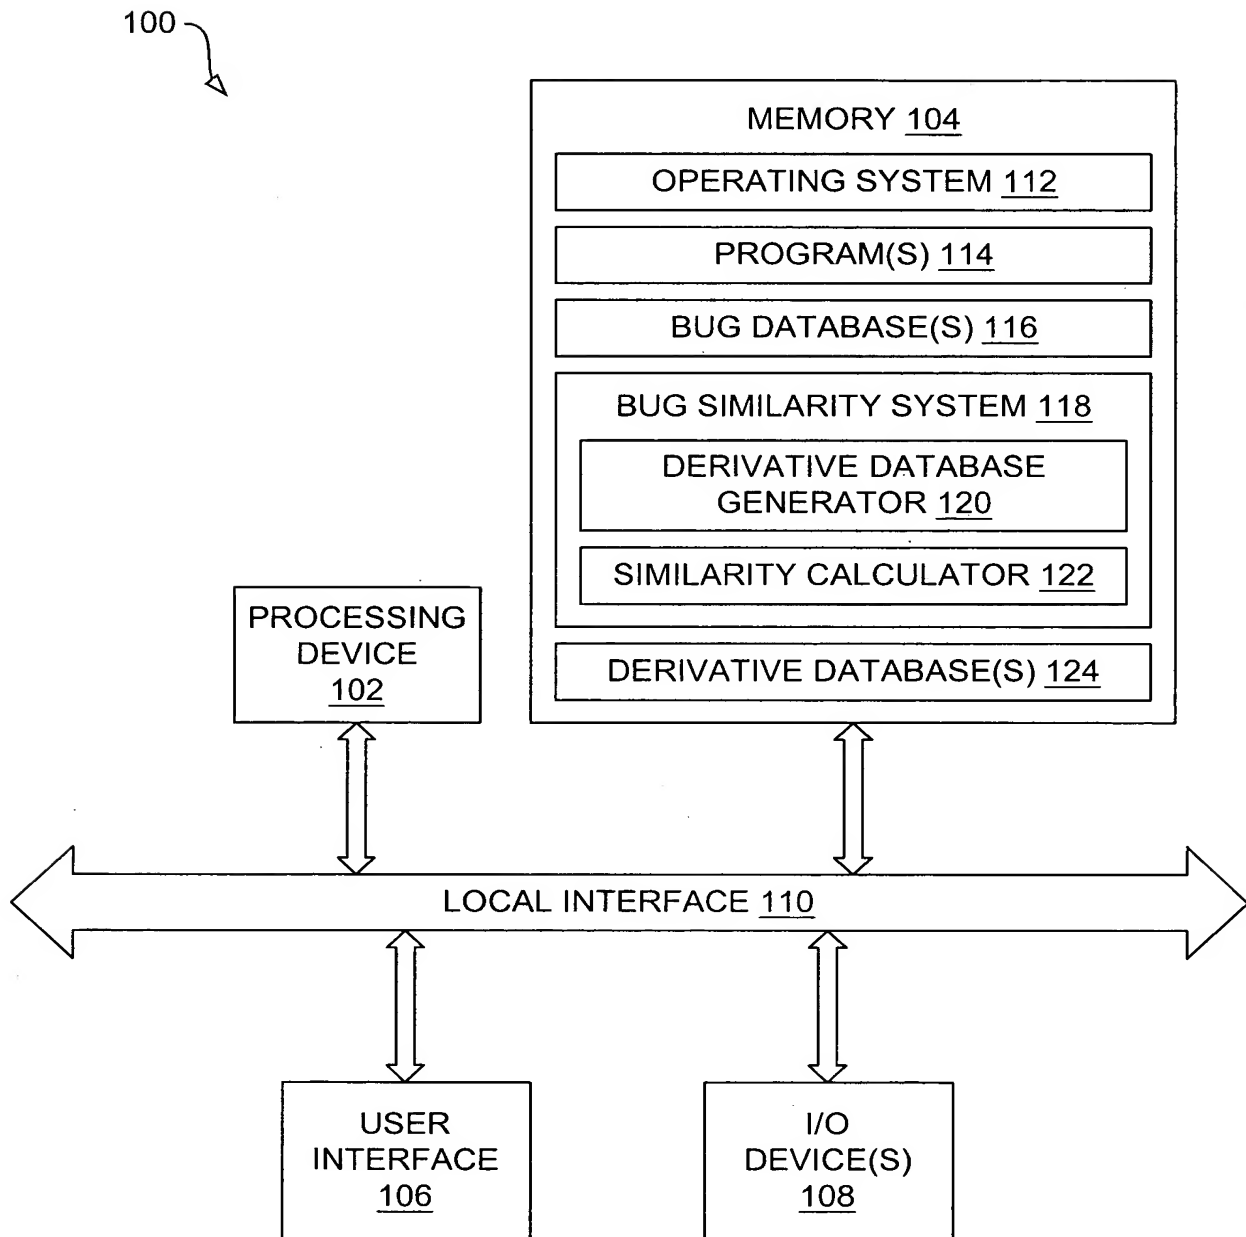 100
MEMORY 104
OPERATING SYSTEM 112
PROGRAM(S) 114
BUG DATABASE(S) 116
BUG SIMILARITY SYSTEM 118
DERIVATIVE DATABASE
GENERATOR 120
SIMILARITY CALCULATOR 122
DERIVATIVE DATABASE(S) 124
PROCESSING
DEVICE
102
LOCAL INTERFACE 110
USER
INTERFACE
106
I/O
DEVICE(S)
108